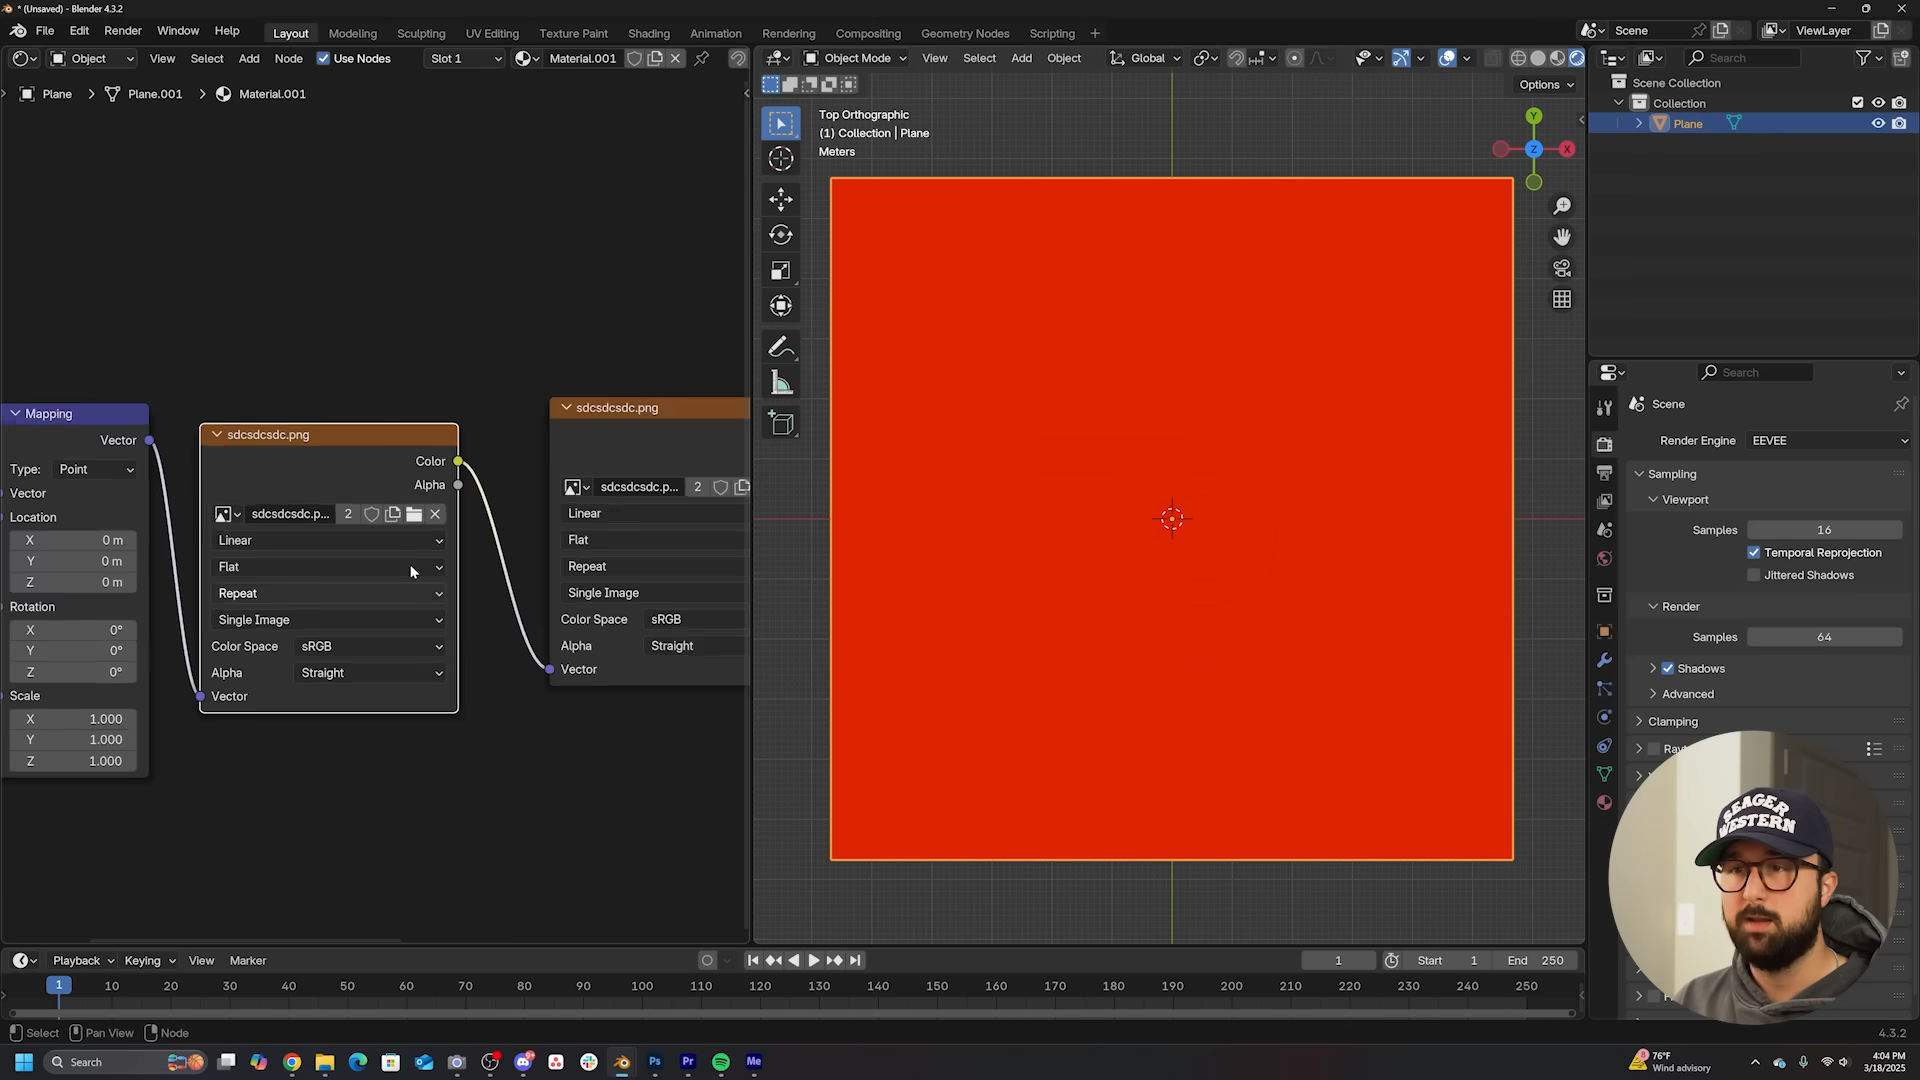 * (Unsaved) - Blender 4.3.2
File Edit Render Window Help Layout Modeling Sculpting UV Editing Texture Paint Shading Animation Rendering Compositing Geometry Nodes Scripting Scene ViewLayer
Object View Select Add Node Use Nodes Slot 1 Material.001
Object Mode View Select Add Object Global
Search
Options
Plane Plane.001 Material.001
Top Orthographic
(1) Collection | Plane
Meters
Y
Z
X
Scene Collection
Collection
Plane
Mapping
Vector
Type: Point
Vector
Location
X 0 m
Y 0 m
Z 0 m
Rotation
X 0°
Y 0°
Z 0°
Scale
X 1.000
Y 1.000
Z 1.000
sdcsdcsdc.png
Color
Alpha
sdcsdcsdc.p... 2
Linear
Flat
Repeat
Single Image
Color Space sRGB
Alpha Straight
Vector
sdcsdcsdc.png
sdcsdcsdc.p... 2
Linear
Flat
Repeat
Single Image
Color Space sRGB
Alpha Straight
Vector
Search
Scene
Render Engine EEVEE
Sampling
Viewport
Samples 16
Temporal Reprojection
Jittered Shadows
Render
Samples 64
Shadows
Advanced
Clamping
SEAGER
WESTERN
Playback Keying View Marker
1 Start 1 End 250
1 10 20 30 40 50 60 70 80 90 100 110 120 130 140 150 160 170 180 190 200 210 220 230 240 250
Select Pan View Node
4.3.2
Search
Ps Pr Me
76°F
Wind advisory
4:04 PM
3/18/2025